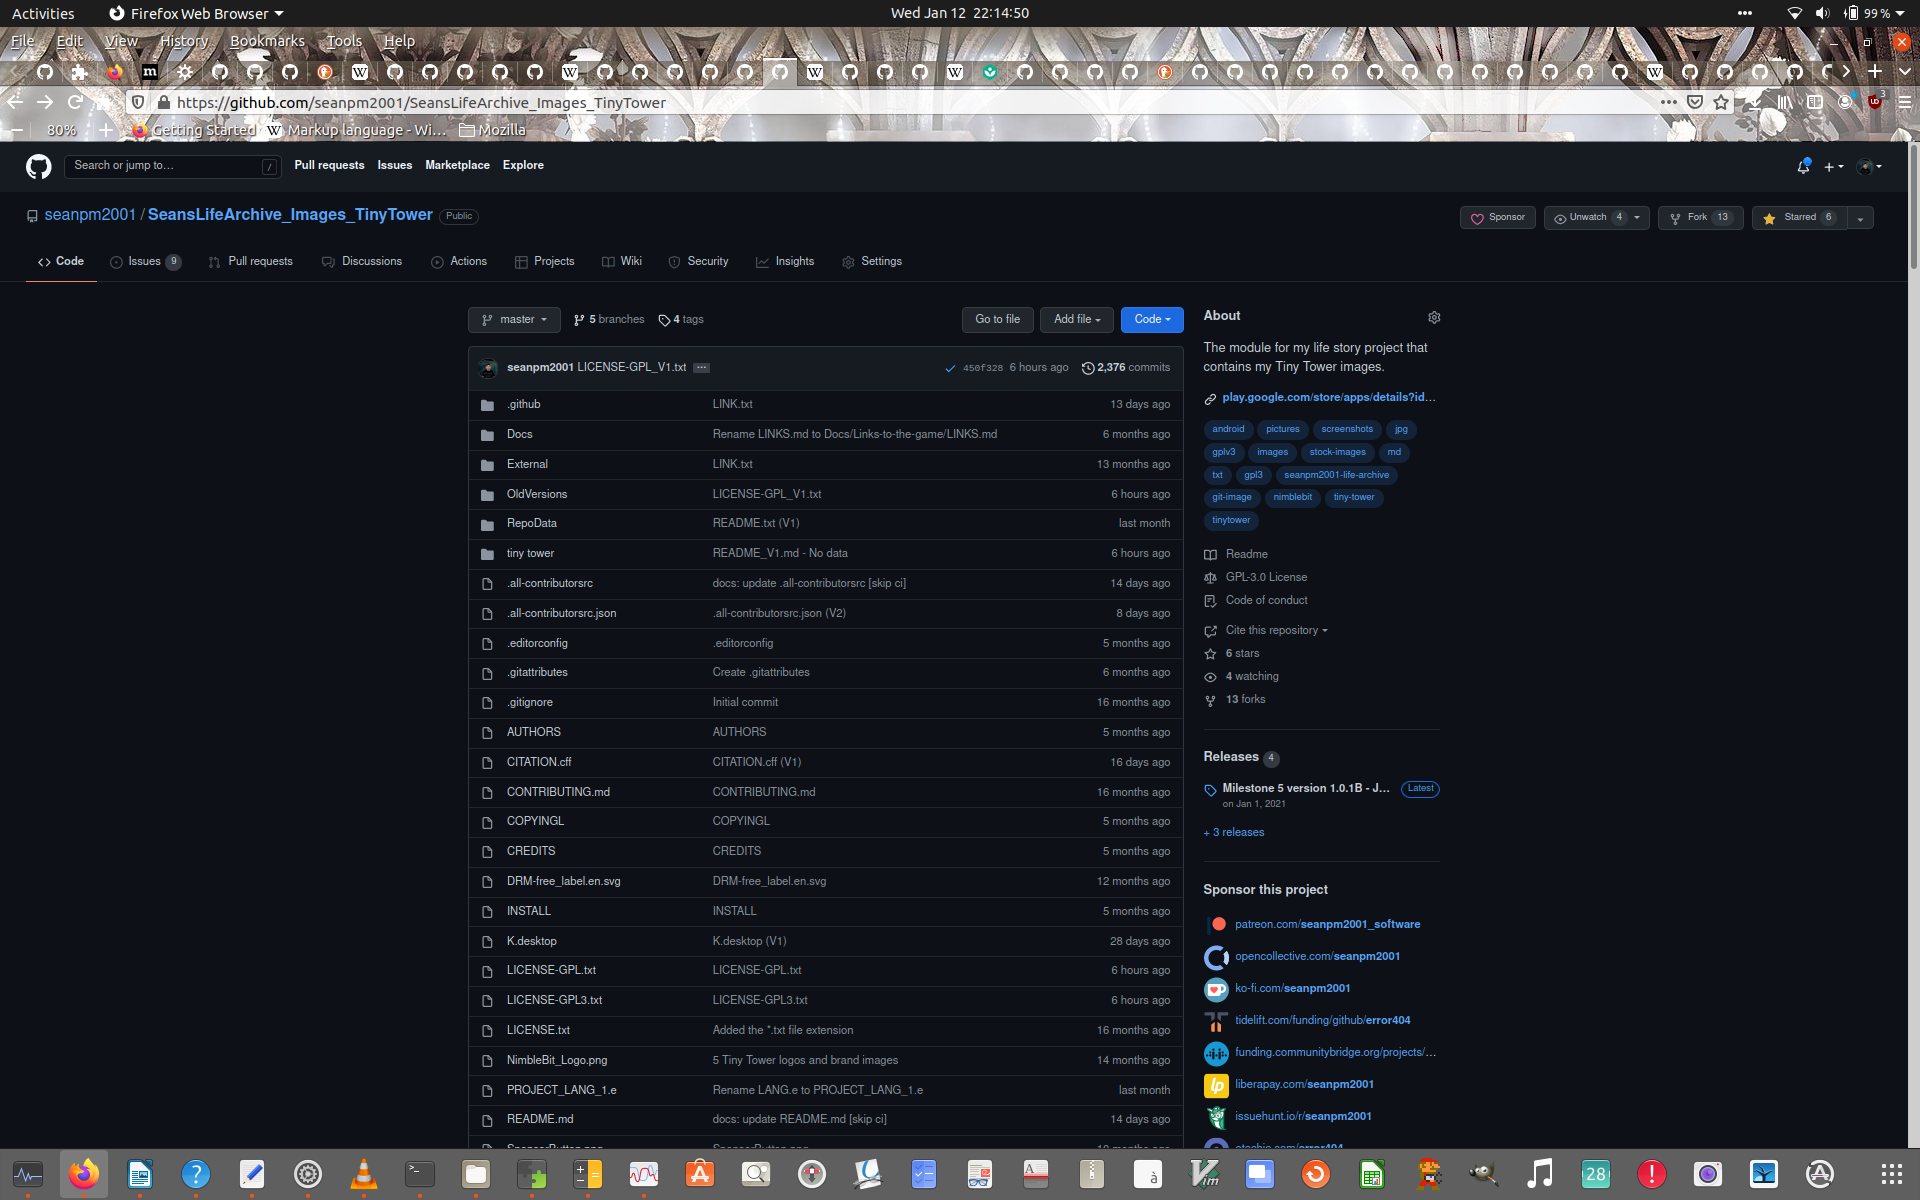 Activities
Firefox Web Browser
Wed Jan 12 22:14:50
99 %
File Edit View History Bookmarks Tools Help
https://github.com/seanpm2001/SeansLifeArchive_Images_TinyTower
3
80%
Getting Started
Markup language - Wi...
Mozilla
Search or jump to...
/
Pull requests Issues Marketplace Explore
seanpm2001 / SeansLifeArchive_Images_TinyTower Public
Sponsor
Unwatch 4
Fork 13
Starred 6
Code
Issues 9
Pull requests
Discussions
Actions
Projects
Wiki
Security
Insights
Settings
master
5 branches
4 tags
Go to file
Add file
Code
seanpm2001 LICENSE-GPL_V1.txt ...
450f328 6 hours ago
2,376 commits
.github LINK.txt 13 days ago
Docs Rename LINKS.md to Docs/Links-to-the-game/LINKS.md 6 months ago
External LINK.txt 13 months ago
OldVersions LICENSE-GPL_V1.txt 6 hours ago
RepoData README.txt (V1) last month
tiny tower README_V1.md - No data 6 hours ago
.all-contributorsrc docs: update .all-contributorsrc [skip ci] 14 days ago
.all-contributorsrc.json .all-contributorsrc.json (V2) 8 days ago
.editorconfig .editorconfig 5 months ago
.gitattributes Create .gitattributes 6 months ago
.gitignore Initial commit 16 months ago
AUTHORS AUTHORS 5 months ago
CITATION.cff CITATION.cff (V1) 16 days ago
CONTRIBUTING.md CONTRIBUTING.md 16 months ago
COPYINGL COPYINGL 5 months ago
CREDITS CREDITS 5 months ago
DRM-free_label.en.svg DRM-free_label.en.svg 12 months ago
INSTALL INSTALL 5 months ago
K.desktop K.desktop (V1) 28 days ago
LICENSE-GPL.txt LICENSE-GPL.txt 6 hours ago
LICENSE-GPL3.txt LICENSE-GPL3.txt 6 hours ago
LICENSE.txt Added the *.txt file extension 16 months ago
NimbleBit_Logo.png 5 Tiny Tower logos and brand images 14 months ago
PROJECT_LANG_1.e Rename LANG.e to PROJECT_LANG_1.e last month
README.md docs: update README.md [skip ci] 14 days ago
About
The module for my life story project that
contains my Tiny Tower images.
play.google.com/store/apps/details?id...
android pictures screenshots jpg
gplv3 images stock-images md
txt gpl3 seanpm2001-life-archive
git-image nimblebit tiny-tower
tinytower
Readme
GPL-3.0 License
Code of conduct
Cite this repository
6 stars
4 watching
13 forks
Releases 4
Milestone 5 version 1.0.1B - J... Latest
on Jan 1, 2021
+ 3 releases
Sponsor this project
patreon.com/seanpm2001_software
opencollective.com/seanpm2001
ko-fi.com/seanpm2001
tidelift.com/funding/github/error404
funding.communitybridge.org/projects/...
liberapay.com/seanpm2001
issuehunt.io/r/seanpm2001
28